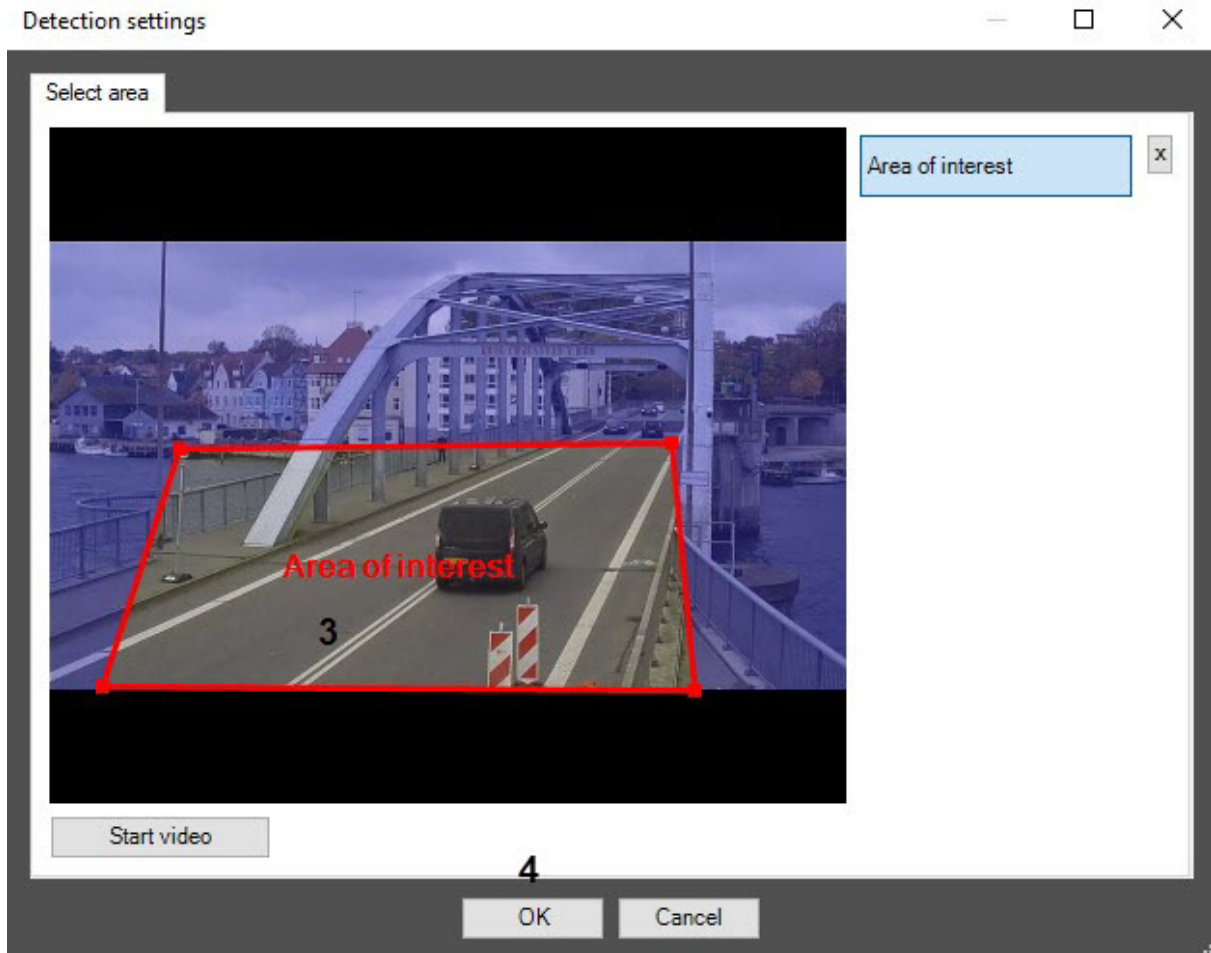 Detection settings
Select area
Area of interest
x
Area of interest
3
Start video
4
OK
Cancel